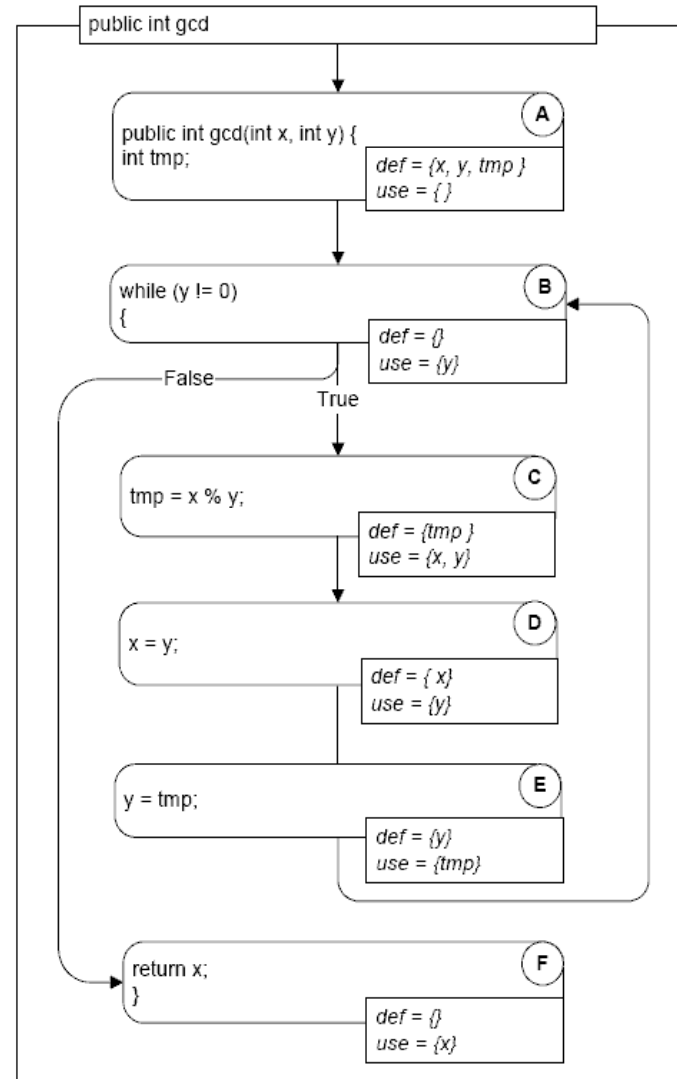 public int gcd
A
public int gcd(int x, int y) {
int tmp;
def = {x, y, tmp }
use = { }
B
while (y != 0)
{
def = {}
use = {y}
False
True
C
tmp = x % y;
def = {tmp }
use = {x, y}
D
x = y;
def = { x}
use = {y}
E
y = tmp;
def = {y}
use = {tmp}
F
return x;
}
def = {}
use = {x}